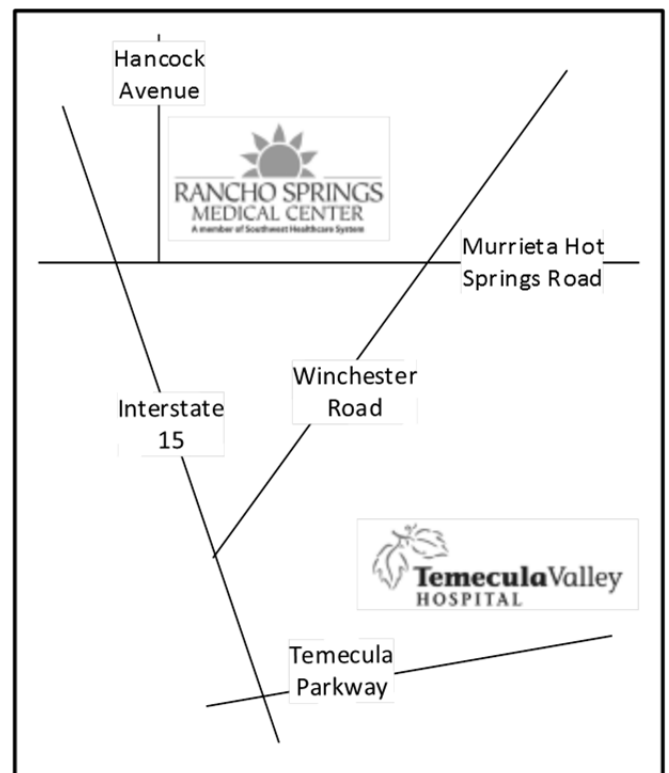 Hancock
Avenue
RANCHO SPRINGS
MEDICAL CENTER
A member of Southwest Healthcare System
Murrieta Hot
Springs Road
Winchester
Road
Interstate
15
TemeculaValley
HOSPITAL
Temecula
Parkway